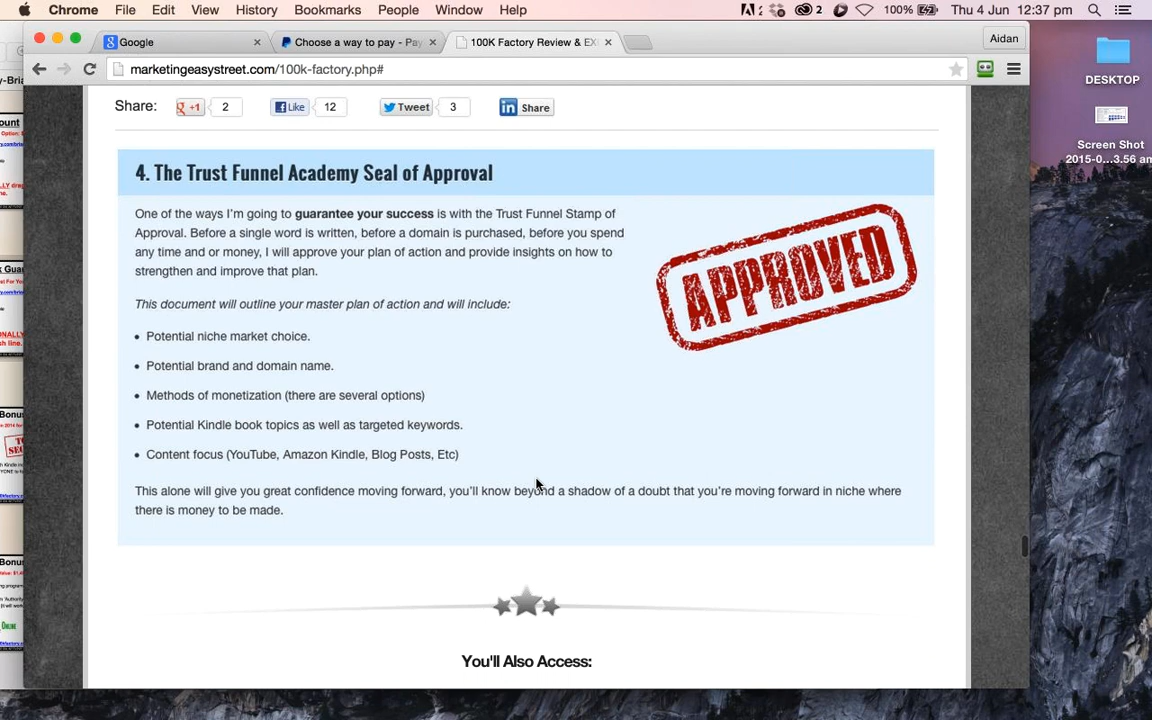 Chrome File Edit View History Bookmarks People Window Help 2 100% Thu 4 Jun 12:37 pm
Google Choose a way to pay - Pay 100K Factory Review & EX Aidan
marketingeasystreet.com/100k-factory.php#
DESKTOP
Screen Shot
2015-0...3.56 am
Share: +1 2 Like 12 Tweet 3 Share
4. The Trust Funnel Academy Seal of Approval
One of the ways I'm going to guarantee your success is with the Trust Funnel Stamp of
Approval. Before a single word is written, before a domain is purchased, before you spend
any time and or money, I will approve your plan of action and provide insights on how to
strengthen and improve that plan.
APPROVED
This document will outline your master plan of action and will include:
• Potential niche market choice.
• Potential brand and domain name.
• Methods of monetization (there are several options)
• Potential Kindle book topics as well as targeted keywords.
• Content focus (YouTube, Amazon Kindle, Blog Posts, Etc)
This alone will give you great confidence moving forward, you'll know beyond a shadow of a doubt that you're moving forward in niche where
there is money to be made.
You'll Also Access: